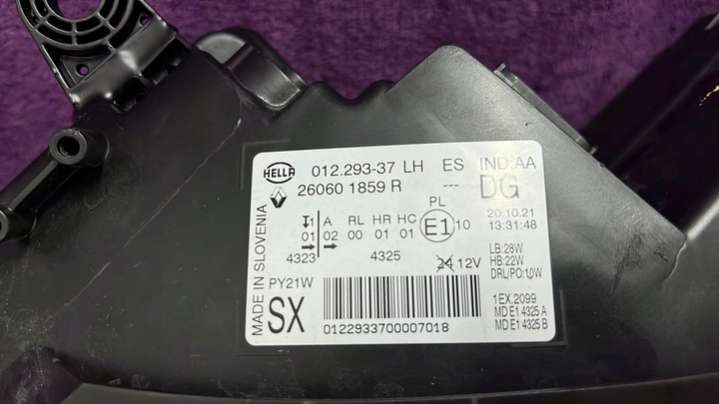 HELLA 012.293-37 LH ES IND:AA
26060 1859 R --- DG
PL
1 A RL HR HC E1 10
01 02 00 01 01
4323 4325 24 12V
20.10.21
13:31:48
LB:28W
HB:22W
DRL/PO:10W
PY21W
SX
0122933700007018
1EX.2099
MD E1 4325 A
MD E1 4325 B
MADE IN SLOVENIA